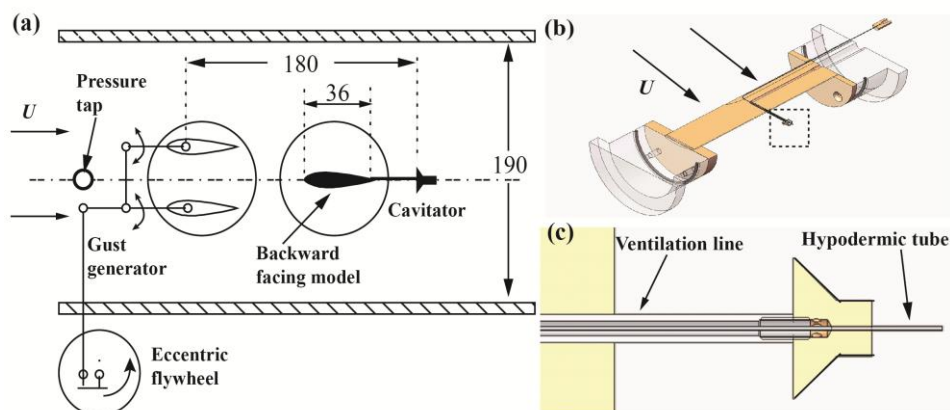 (a)
180
Pressure
tap
U
36
190
Cavitator
Gust
generator
Backward
facing model
Eccentric
flywheel
(b)
U
(c)
Ventilation line
Hypodermic tube